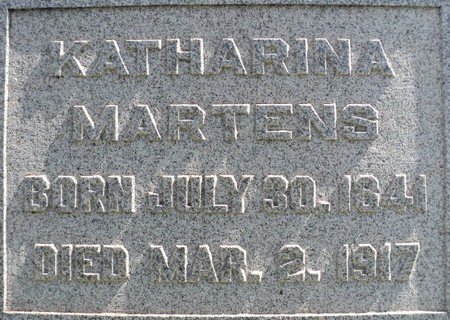 KATHARINA
MARTENS
BORN JULY 30. 1841
DIED MAR. 2. 1917